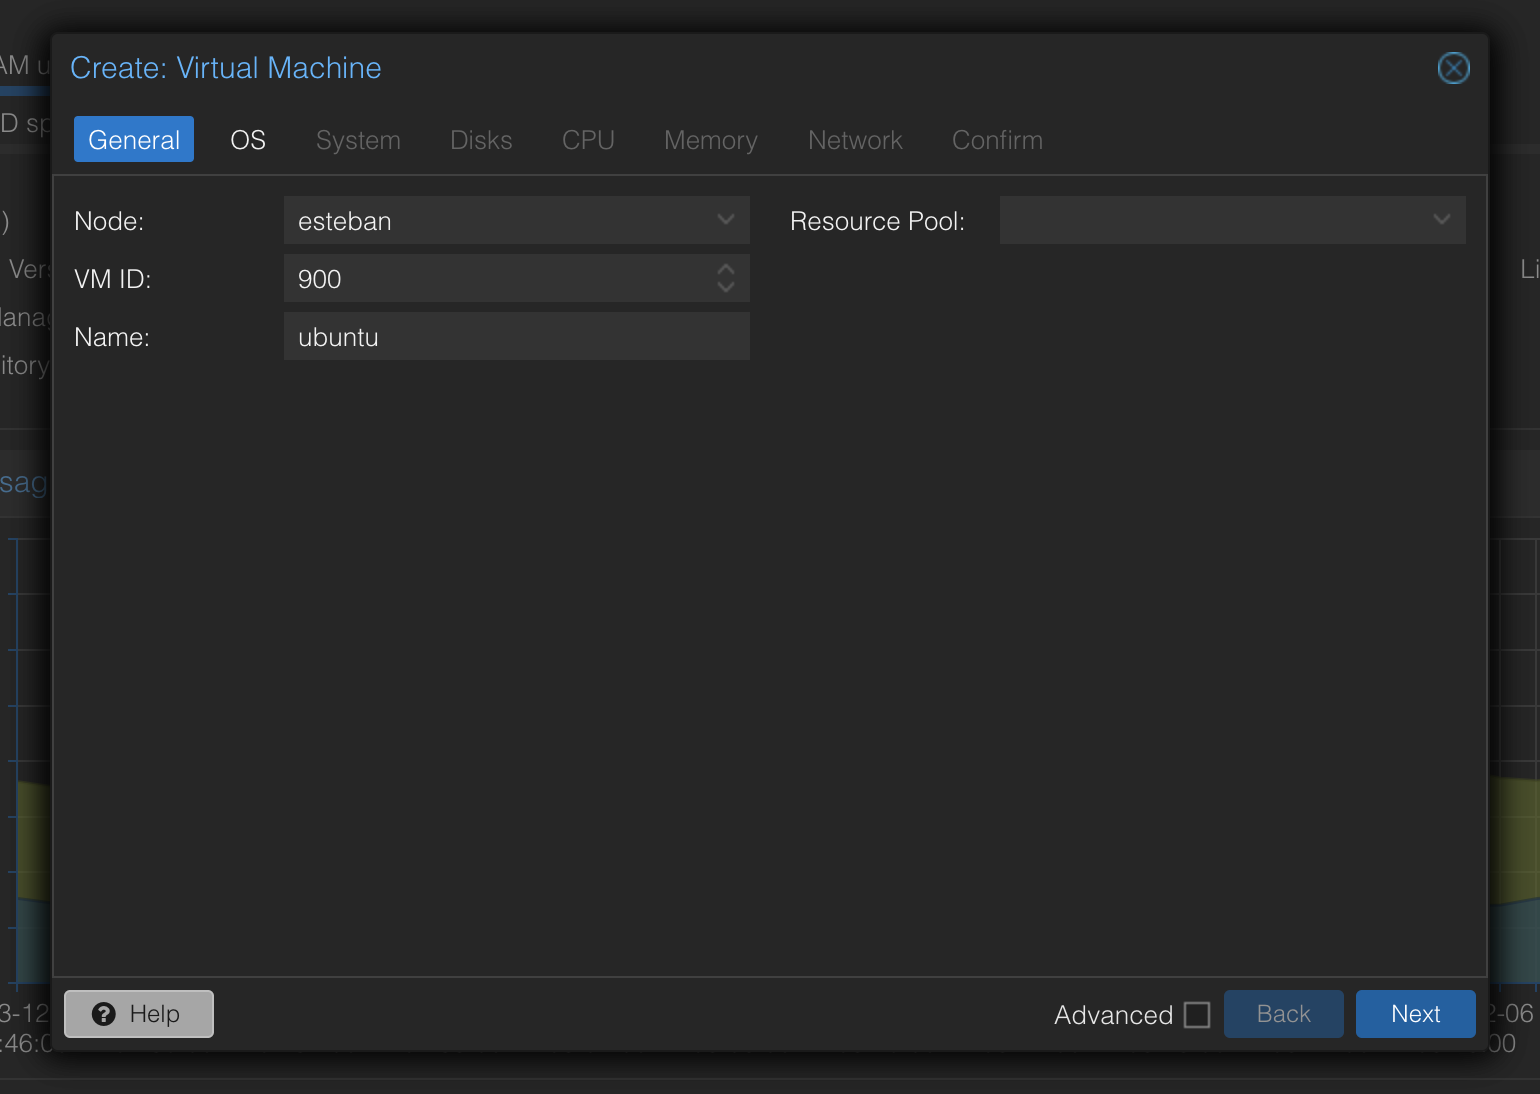 AM u
Create: Virtual Machine
D sp
General OS System Disks CPU Memory Network Confirm
)
Node: esteban Resource Pool:
Vers
Li
VM ID: 900
Manag
Name: ubuntu
itory
sag
Help Advanced Back Next
3-12
2-06
:46:0
00